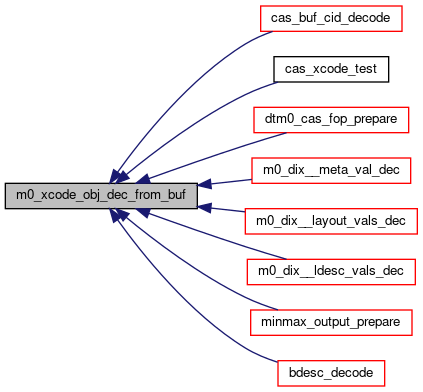 cas_buf_cid_decode
cas_xcode_test
dtm0_cas_fop_prepare
m0_dix__meta_val_dec
m0_xcode_obj_dec_from_buf
m0_dix__layout_vals_dec
m0_dix__ldesc_vals_dec
minmax_output_prepare
bdesc_decode